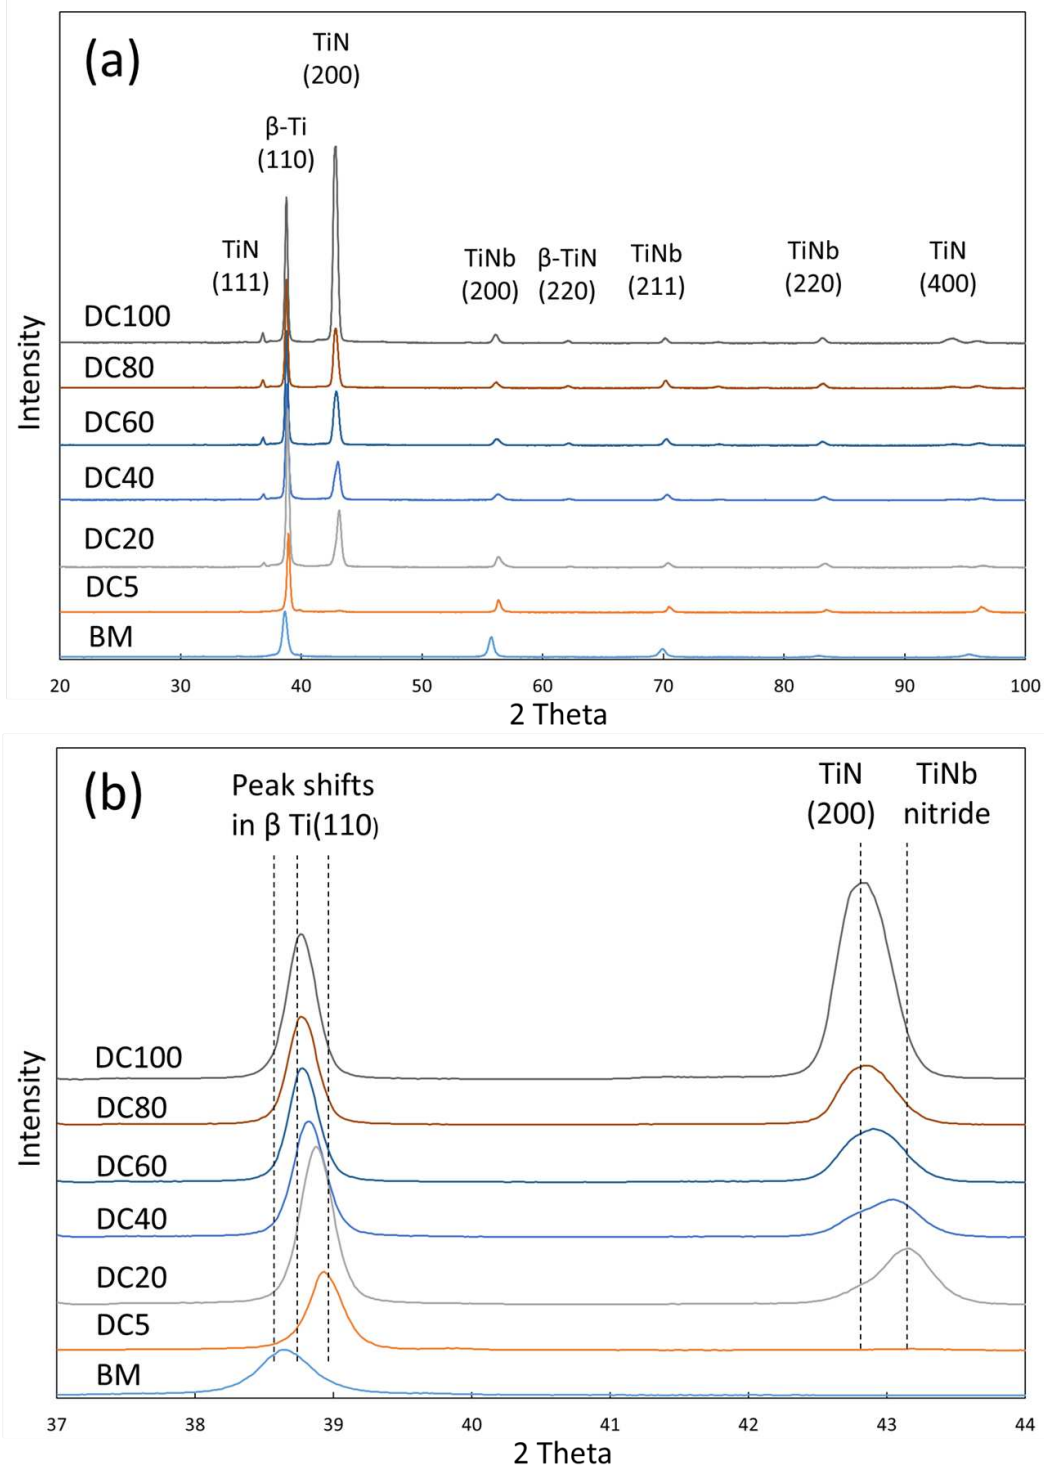 (a)
TiN
(200)
β-Ti
(110)
TiN
(111)
TiNb
(200)
β-TiN
(220)
TiNb
(211)
TiNb
(220)
TiN
(400)
DC100
DC80
DC60
DC40
DC20
DC5
BM
Intensity
20 30 40 50 60 70 80 90 100
2 Theta
(b)
Peak shifts
in β Ti(110)
TiN
(200)
TiNb
nitride
DC100
DC80
DC60
DC40
DC20
DC5
BM
Intensity
37 38 39 40 41 42 43 44
2 Theta